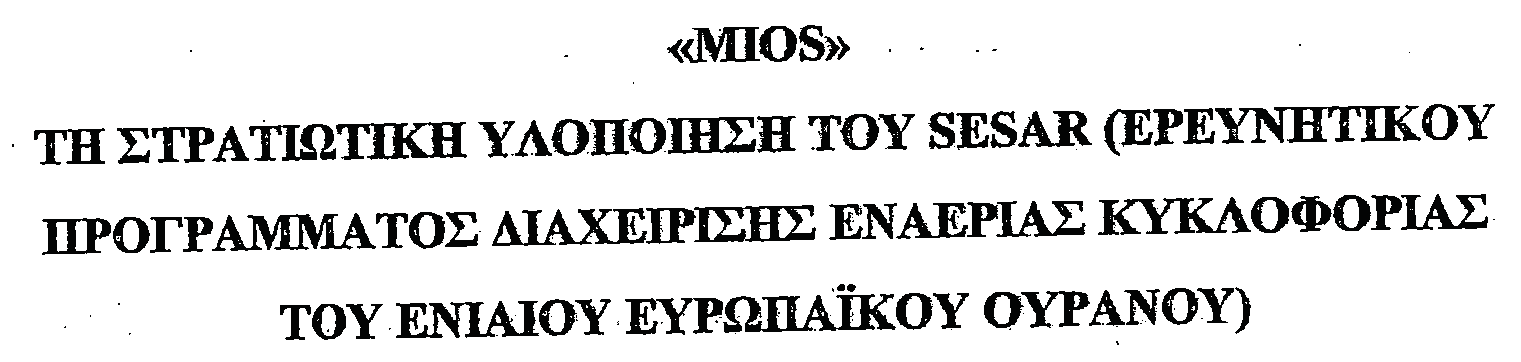 «MIOS»
ΤΗ ΣΤΡΑΤΙΩΤΙΚΗ ΥΛΟΠΟΙΗΣΗ ΤΟΥ SESAR (ΕΡΕΥΝΗΤΙΚΟΥ
ΠΡΟΓΡΑΜΜΑΤΟΣ ΔΙΑΧΕΙΡΙΣΗΣ ΕΝΑΕΡΙΑΣ ΚΥΚΛΟΦΟΡΙΑΣ
ΤΟΥ ΕΝΙΑΙΟΥ ΕΥΡΩΠΑΪΚΟΥ ΟΥΡΑΝΟΥ)